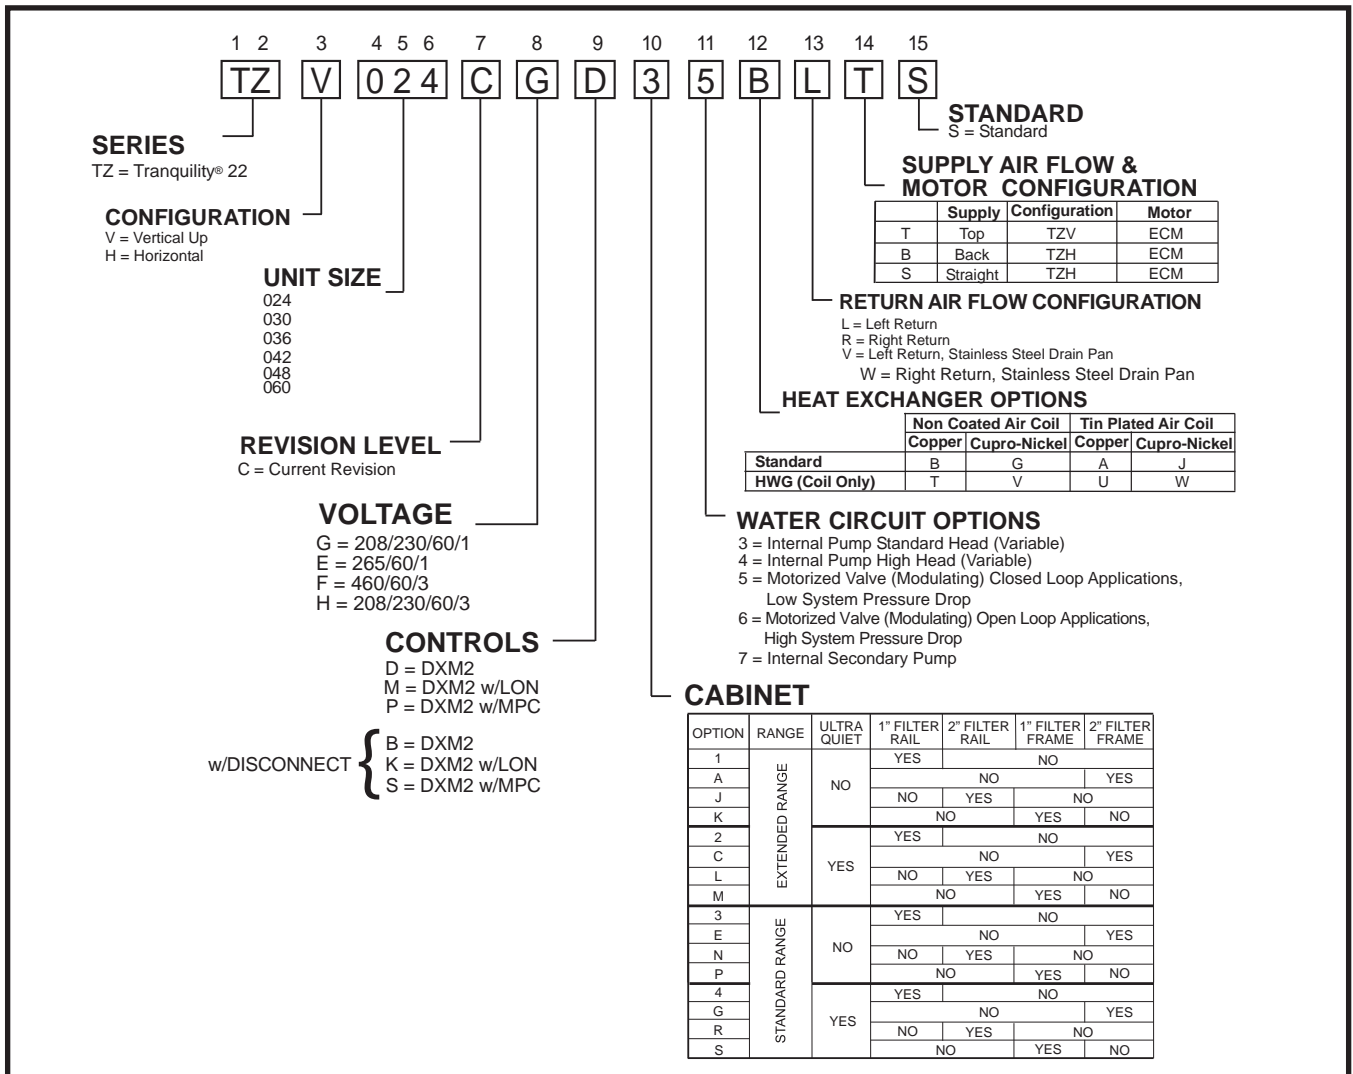 1 2 3 4 5 6 7 8 9 10 11 12 13 14 15
TZ V 0 2 4 C G D 3 5 B L T S
STANDARD
S = Standard
SERIES
TZ = Tranquility® 22
SUPPLY AIR FLOW &
MOTOR CONFIGURATION
Supply Configuration Motor
T Top TZV ECM
B Back TZH ECM
S Straight TZH ECM
CONFIGURATION
V = Vertical Up
H = Horizontal
UNIT SIZE
024
030
036
042
048
060
RETURN AIR FLOW CONFIGURATION
L = Left Return
R = Right Return
V = Left Return, Stainless Steel Drain Pan
W = Right Return, Stainless Steel Drain Pan
HEAT EXCHANGER OPTIONS
Non Coated Air Coil Tin Plated Air Coil
Copper Cupro-Nickel Copper Cupro-Nickel
Standard B G A J
HWG (Coil Only) T V U W
REVISION LEVEL
C = Current Revision
VOLTAGE
G = 208/230/60/1
E = 265/60/1
F = 460/60/3
H = 208/230/60/3
WATER CIRCUIT OPTIONS
3 = Internal Pump Standard Head (Variable)
4 = Internal Pump High Head (Variable)
5 = Motorized Valve (Modulating) Closed Loop Applications,
Low System Pressure Drop
6 = Motorized Valve (Modulating) Open Loop Applications,
High System Pressure Drop
7 = Internal Secondary Pump
CONTROLS
D = DXM2
M = DXM2 w/LON
P = DXM2 w/MPC
w/DISCONNECT
B = DXM2
K = DXM2 w/LON
S = DXM2 w/MPC
CABINET
OPTION RANGE ULTRA QUIET 1” FILTER RAIL 2” FILTER RAIL 1” FILTER FRAME 2” FILTER FRAME
EXTENDED RANGE
NO
1 YES NO
A NO YES
J NO YES NO
K NO YES NO
YES
2 YES NO
C NO YES
L NO YES NO
M NO YES NO
STANDARD RANGE
NO
3 YES NO
E NO YES
N NO YES NO
P NO YES NO
YES
4 YES NO
G NO YES
R NO YES NO
S NO YES NO